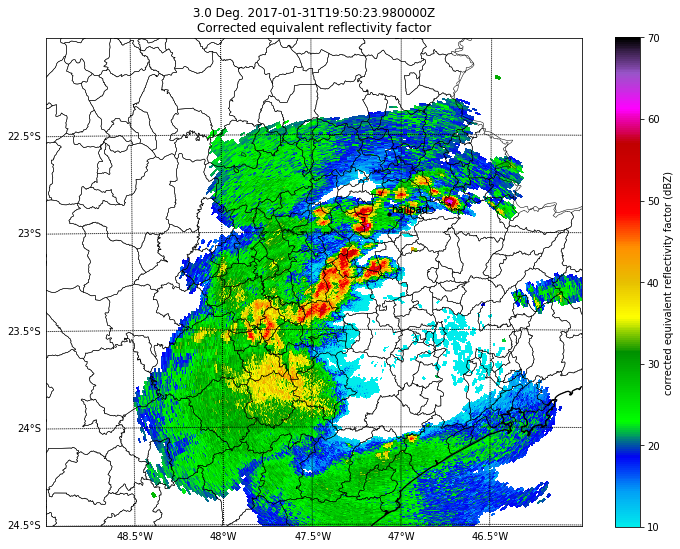 3.0 Deg. 2017-01-31T19:50:23.980000Z
Corrected equivalent reflectivity factor
22.5°S
23°S
23.5°S
24°S
24.5°S
48.5°W
48°W
47.5°W
47°W
46.5°W
70
60
50
40
30
20
10
corrected equivalent reflectivity factor (dBZ)